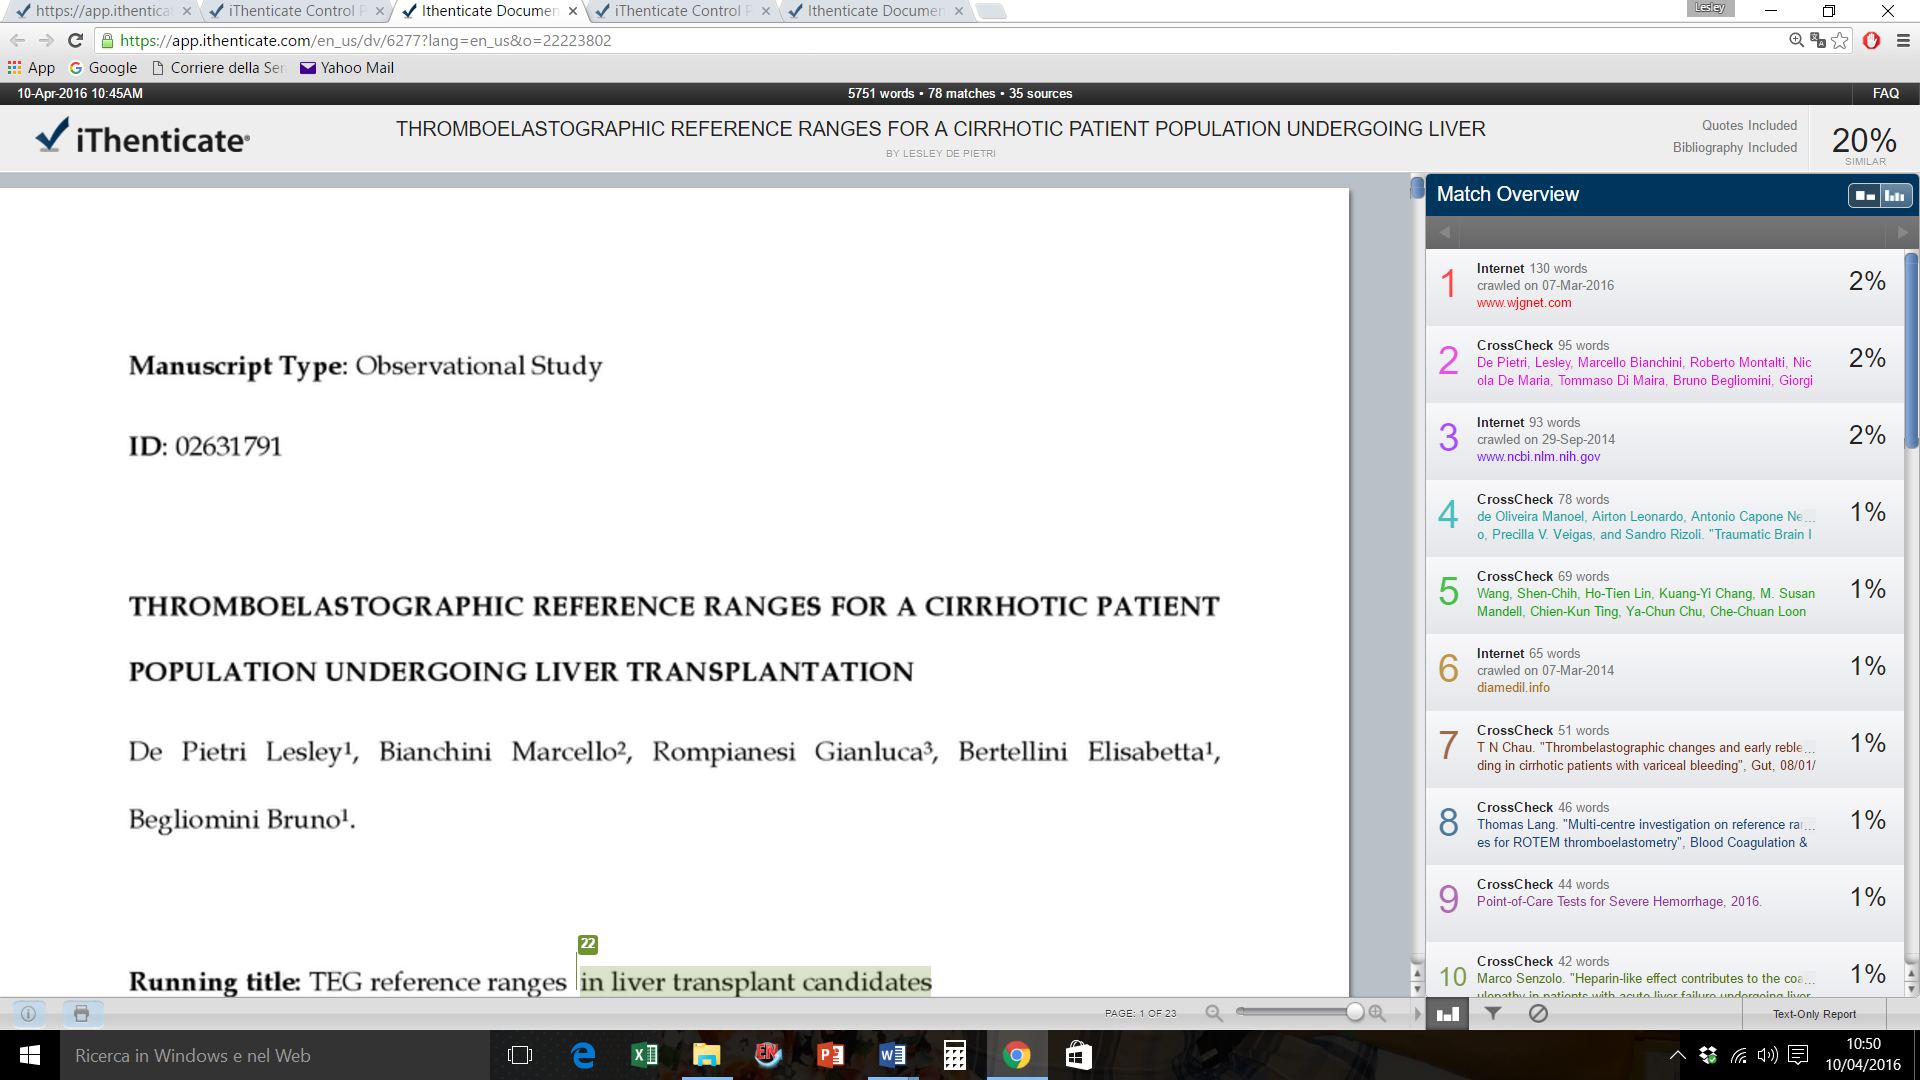 https://app.ithenticat
iThenticate Control P
Ithenticate Documen
iThenticate Control P
Ithenticate Documen
Lesley
https://app.ithenticate.com/en_us/dv/6277?lang=en_us&o=22223802
App
Google
Corriere della Ser
Yahoo Mail
10-Apr-2016 10:45AM
5751 words • 78 matches • 35 sources
FAQ
iThenticate®
THROMBOELASTOGRAPHIC REFERENCE RANGES FOR A CIRRHOTIC PATIENT POPULATION UNDERGOING LIVER
BY LESLEY DE PIETRI
Quotes Included
Bibliography Included
20%
SIMILAR
Manuscript Type: Observational Study
ID: 02631791
THROMBOELASTOGRAPHIC REFERENCE RANGES FOR A CIRRHOTIC PATIENT
POPULATION UNDERGOING LIVER TRANSPLANTATION
De Pietri Lesley¹, Bianchini Marcello², Rompianesi Gianluca³, Bertellini Elisabetta¹,
Begliomini Bruno¹.
22
Running title: TEG reference ranges in liver transplant candidates
Match Overview
1
Internet 130 words
crawled on 07-Mar-2016
www.wjgnet.com
2%
2
CrossCheck 95 words
De Pietri, Lesley, Marcello Bianchini, Roberto Montalti, Nic
ola De Maria, Tommaso Di Maira, Bruno Begliomini, Giorgi
2%
3
Internet 93 words
crawled on 29-Sep-2014
www.ncbi.nlm.nih.gov
2%
4
CrossCheck 78 words
de Oliveira Manoel, Airton Leonardo, Antonio Capone Ne...
o, Precilla V. Veigas, and Sandro Rizoli. "Traumatic Brain I
1%
5
CrossCheck 69 words
Wang, Shen-Chih, Ho-Tien Lin, Kuang-Yi Chang, M. Susan
Mandell, Chien-Kun Ting, Ya-Chun Chu, Che-Chuan Loon
1%
6
Internet 65 words
crawled on 07-Mar-2014
diamedil.info
1%
7
CrossCheck 51 words
T N Chau. "Thrombelastographic changes and early reble...
ding in cirrhotic patients with variceal bleeding", Gut, 08/01/
1%
8
CrossCheck 46 words
Thomas Lang. "Multi-centre investigation on reference ra...
es for ROTEM thromboelastometry", Blood Coagulation &
1%
9
CrossCheck 44 words
Point-of-Care Tests for Severe Hemorrhage, 2016.
1%
10
CrossCheck 42 words
Marco Senzolo. "Heparin-like effect contributes to the coa...
ulopathy in patients with acute liver failure undergoing liver
1%
PAGE: 1 OF 23
Text-Only Report
Ricerca in Windows e nel Web
10:50
10/04/2016